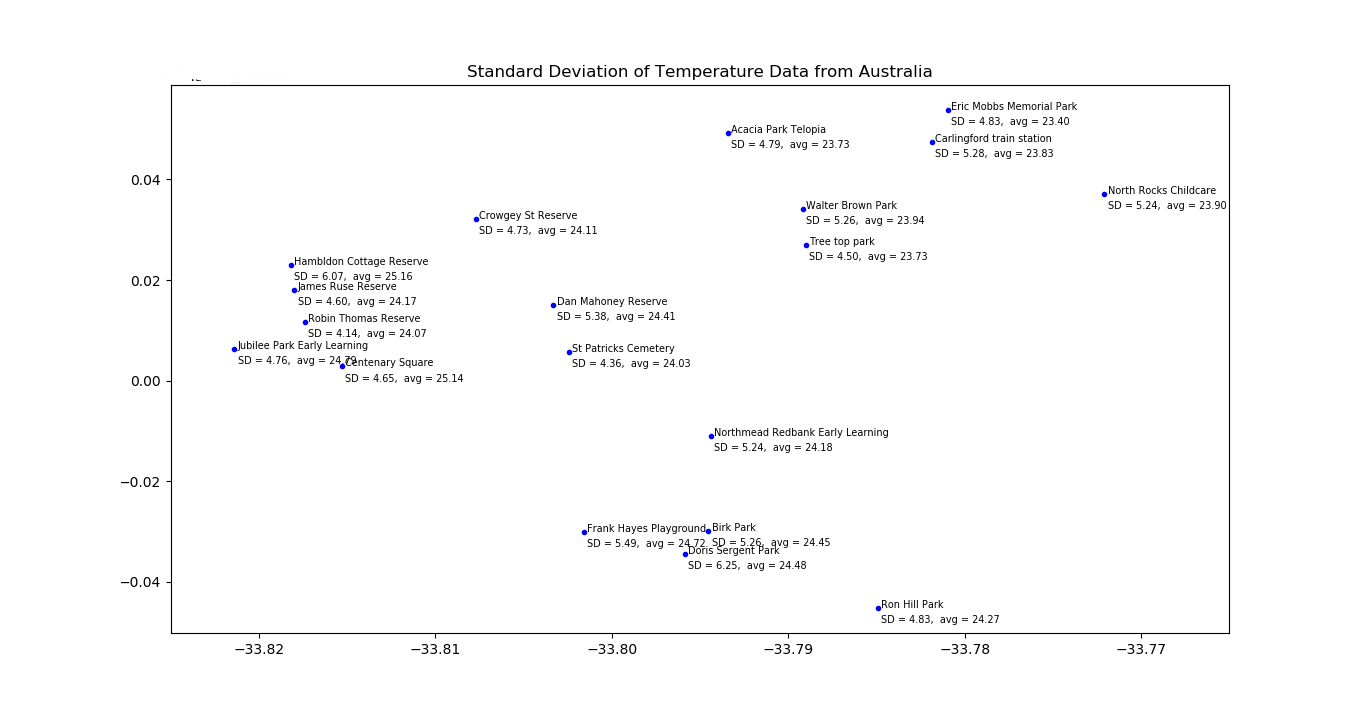 Standard Deviation of Temperature Data from Australia
Eric Mobbs Memorial Park
SD = 4.83, avg = 23.40
Acacia Park Telopia
SD = 4.79, avg = 23.73
Carlingford train station
SD = 5.28, avg = 23.83
0.04
North Rocks Childcare
SD = 5.24, avg = 23.90
Walter Brown Park
SD = 5.26, avg = 23.94
Crowgey St Reserve
SD = 4.73, avg = 24.11
Tree top park
SD = 4.50, avg = 23.73
Hambldon Cottage Reserve
SD = 6.07, avg = 25.16
0.02
James Ruse Reserve
SD = 4.60, avg = 24.17
Dan Mahoney Reserve
SD = 5.38, avg = 24.41
Robin Thomas Reserve
SD = 4.14, avg = 24.07
Jubilee Park Early Learning
SD = 4.76, avg = 24.79
St Patricks Cemetery
SD = 4.36, avg = 24.03
Centenary Square
SD = 4.65, avg = 25.14
0.00
Northmead Redbank Early Learning
SD = 5.24, avg = 24.18
−0.02
Frank Hayes Playground
SD = 5.49, avg = 24.72
Birk Park
SD = 5.26, avg = 24.45
Doris Sergent Park
SD = 6.25, avg = 24.48
−0.04
Ron Hill Park
SD = 4.83, avg = 24.27
−33.82 −33.81 −33.80 −33.79 −33.78 −33.77